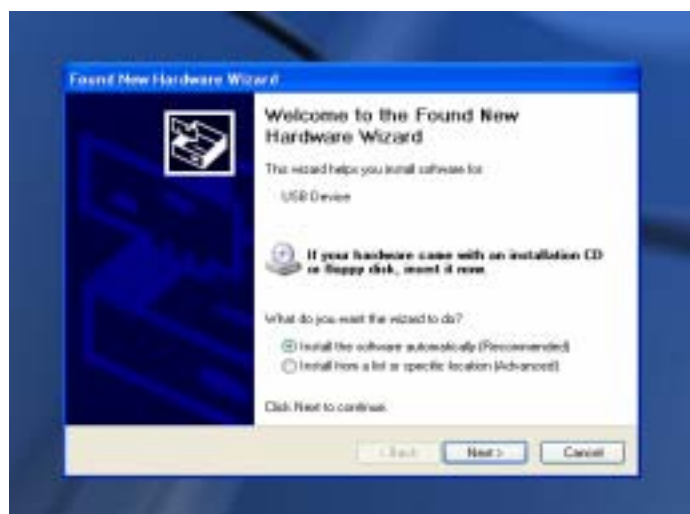 Found New Hardware Wizard
Welcome to the Found New
Hardware Wizard
This wizard helps you install software for:
USB Device
If your hardware came with an installation CD
or floppy disk, insert it now.
What do you want the wizard to do?
Install the software automatically (Recommended)
Install from a list or specific location (Advanced)
Click Next to continue.
< Back
Next >
Cancel